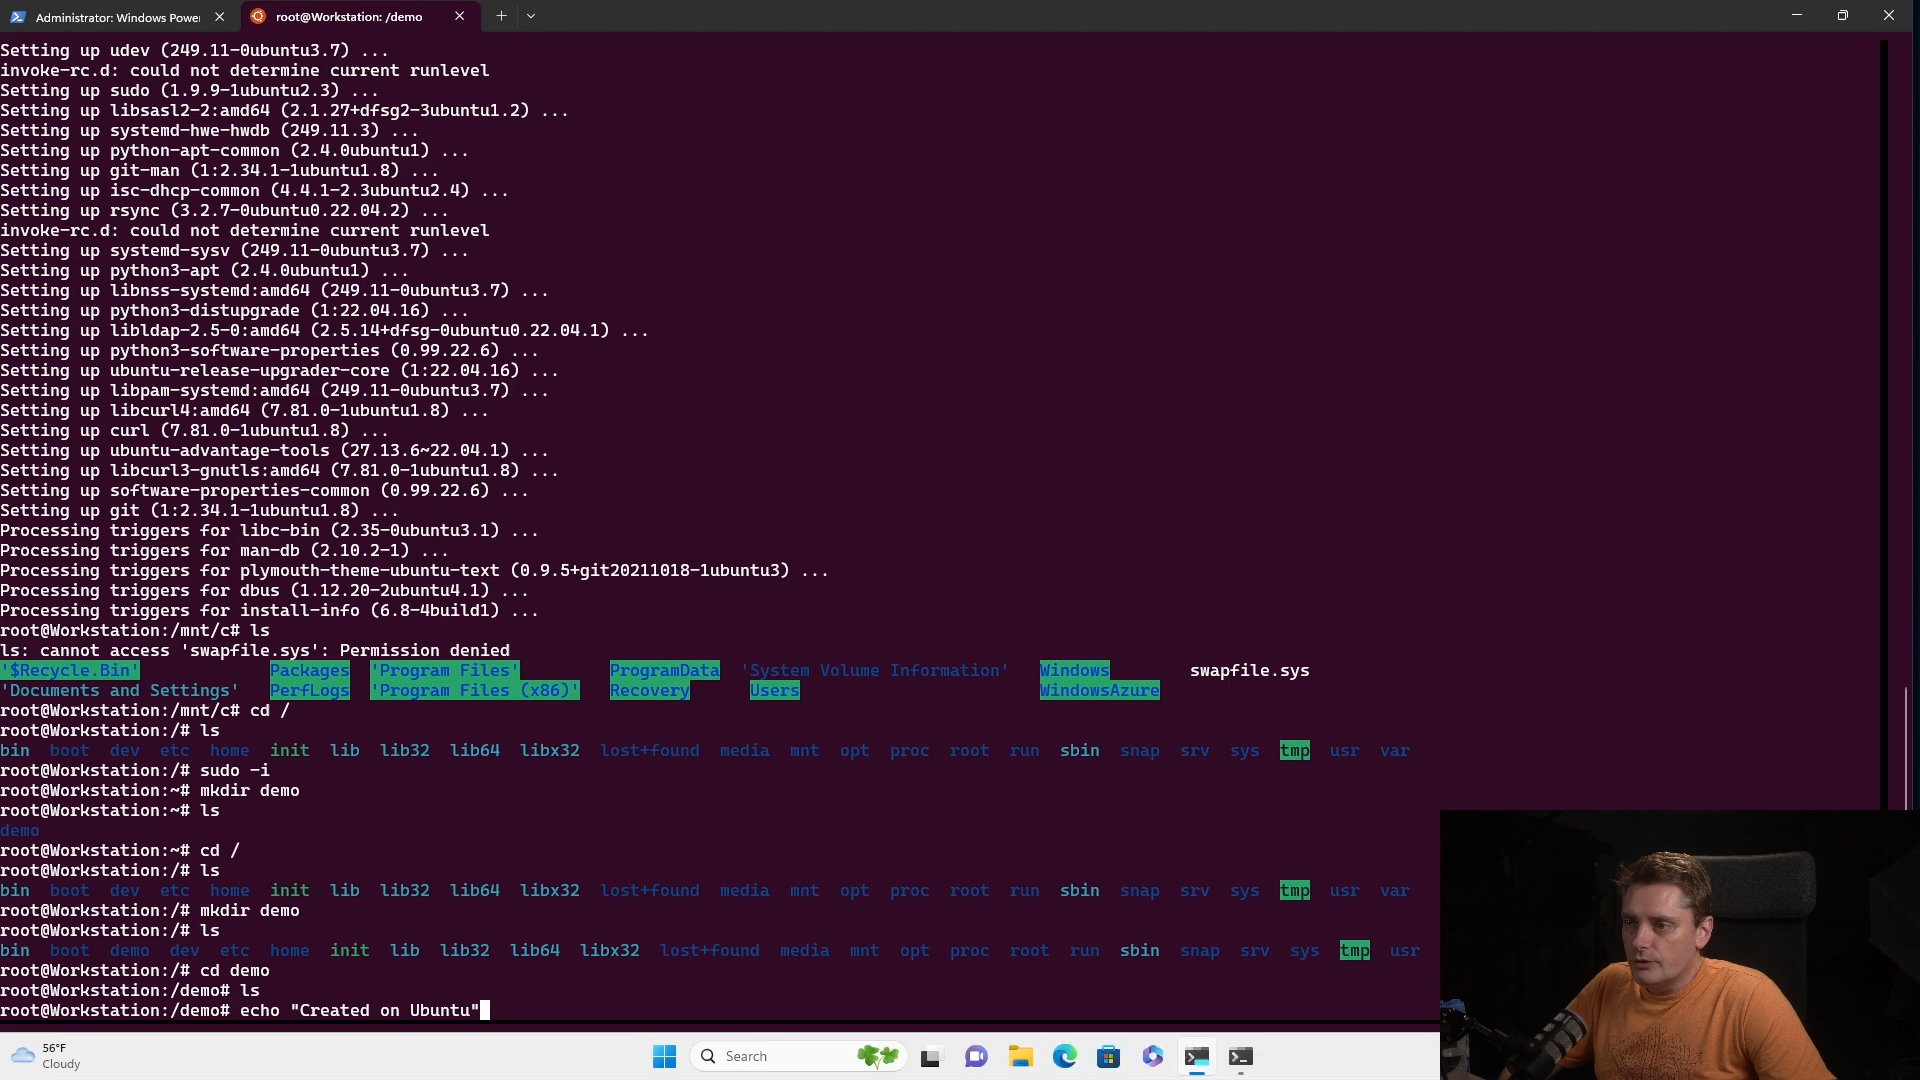 Administrator: Windows Power
root@Workstation: /demo
Setting up udev (249.11-0ubuntu3.7) ...
invoke-rc.d: could not determine current runlevel
Setting up sudo (1.9.9-1ubuntu2.3) ...
Setting up libsasl2-2:amd64 (2.1.27+dfsg2-3ubuntu1.2) ...
Setting up systemd-hwe-hwdb (249.11.3) ...
Setting up python-apt-common (2.4.0ubuntu1) ...
Setting up git-man (1:2.34.1-1ubuntu1.8) ...
Setting up isc-dhcp-common (4.4.1-2.3ubuntu2.4) ...
Setting up rsync (3.2.7-0ubuntu0.22.04.2) ...
invoke-rc.d: could not determine current runlevel
Setting up systemd-sysv (249.11-0ubuntu3.7) ...
Setting up python3-apt (2.4.0ubuntu1) ...
Setting up libnss-systemd:amd64 (249.11-0ubuntu3.7) ...
Setting up python3-distupgrade (1:22.04.16) ...
Setting up libldap-2.5-0:amd64 (2.5.14+dfsg-0ubuntu0.22.04.1) ...
Setting up python3-software-properties (0.99.22.6) ...
Setting up ubuntu-release-upgrader-core (1:22.04.16) ...
Setting up libpam-systemd:amd64 (249.11-0ubuntu3.7) ...
Setting up libcurl4:amd64 (7.81.0-1ubuntu1.8) ...
Setting up curl (7.81.0-1ubuntu1.8) ...
Setting up ubuntu-advantage-tools (27.13.6~22.04.1) ...
Setting up libcurl3-gnutls:amd64 (7.81.0-1ubuntu1.8) ...
Setting up software-properties-common (0.99.22.6) ...
Setting up git (1:2.34.1-1ubuntu1.8) ...
Processing triggers for libc-bin (2.35-0ubuntu3.1) ...
Processing triggers for man-db (2.10.2-1) ...
Processing triggers for plymouth-theme-ubuntu-text (0.9.5+git20211018-1ubuntu3) ...
Processing triggers for dbus (1.12.20-2ubuntu4.1) ...
Processing triggers for install-info (6.8-4build1) ...
root@Workstation:/mnt/c# ls
ls: cannot access 'swapfile.sys': Permission denied
'$Recycle.Bin' Packages 'Program Files' ProgramData 'System Volume Information' Windows swapfile.sys
'Documents and Settings' PerfLogs 'Program Files (x86)' Recovery Users WindowsAzure
root@Workstation:/mnt/c# cd /
root@Workstation:/# ls
bin boot dev etc home init lib lib32 lib64 libx32 lost+found media mnt opt proc root run sbin snap srv sys tmp usr var
root@Workstation:/# sudo -i
root@Workstation:~# mkdir demo
root@Workstation:~# ls
demo
root@Workstation:~# cd /
root@Workstation:/# ls
bin boot dev etc home init lib lib32 lib64 libx32 lost+found media mnt opt proc root run sbin snap srv sys tmp usr var
root@Workstation:/# mkdir demo
root@Workstation:/# ls
bin boot demo dev etc home init lib lib32 lib64 libx32 lost+found media mnt opt proc root run sbin snap srv sys tmp usr
root@Workstation:/# cd demo
root@Workstation:/demo# ls
root@Workstation:/demo# echo "Created on Ubuntu"
56°F
Cloudy
Search